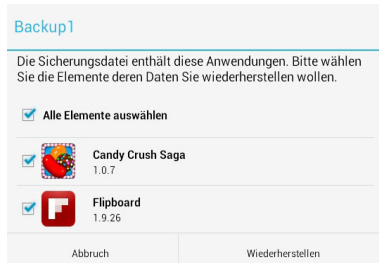 Backup1
Die Sicherungsdatei enthält diese Anwendungen. Bitte wählen
Sie die Elemente deren Daten Sie wiederherstellen wollen.
Alle Elemente auswählen
Candy Crush Saga
1.0.7
Flipboard
1.9.26
Abbruch
Wiederherstellen